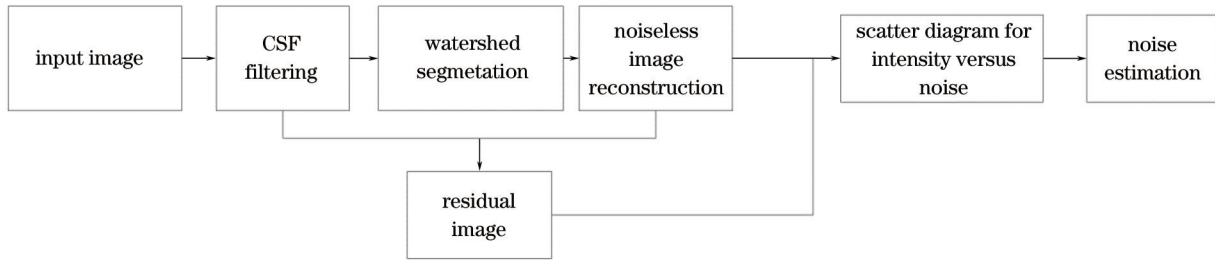 input image
CSF
filtering
watershed
segmetation
noiseless
image
reconstruction
scatter diagram for
intensity versus
noise
noise
estimation
residual
image